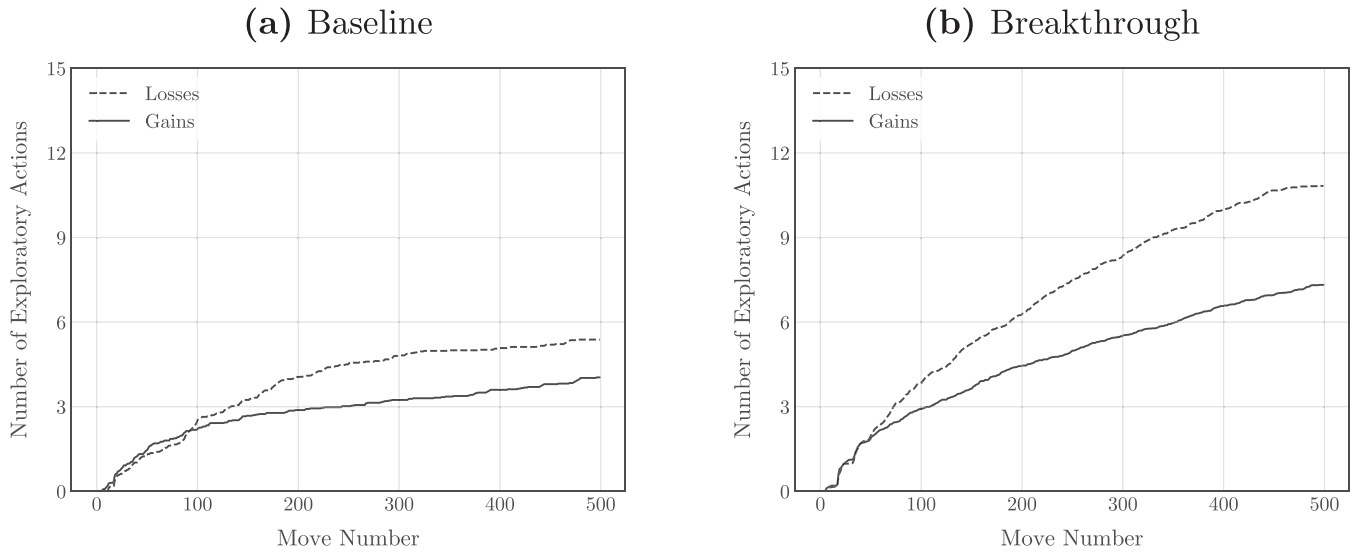 (a) Baseline
Number of Exploratory Actions
15
12
9
6
3
0
Losses
Gains
0 100 200 300 400 500
Move Number
(b) Breakthrough
Number of Exploratory Actions
15
12
9
6
3
0
Losses
Gains
0 100 200 300 400 500
Move Number